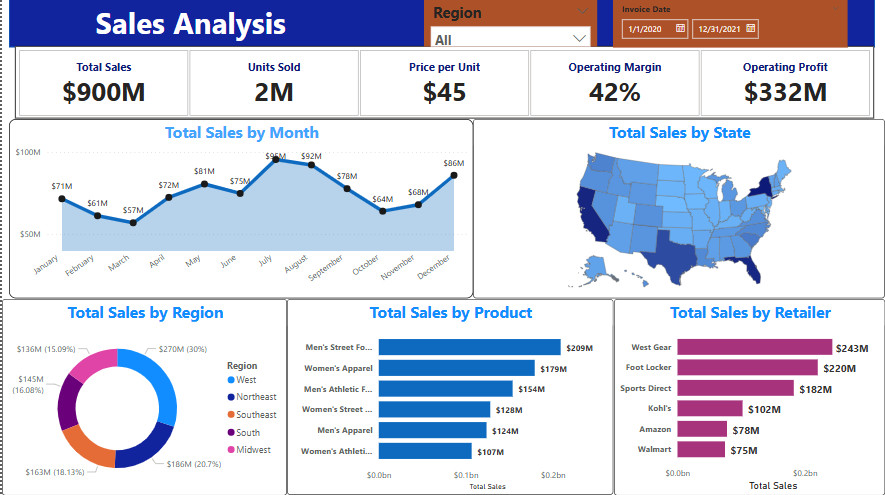 Sales Analysis
Region
All
Invoice Date
1/1/2020
12/31/2021
Total Sales
$900M
Units Sold
2M
Price per Unit
$45
Operating Margin
42%
Operating Profit
$332M
Total Sales by Month
$100M
$50M
$71M
$61M
$57M
$72M
$81M
$75M
$95M
$92M
$78M
$64M
$68M
$86M
January
February
March
April
May
June
July
August
September
October
November
December
Total Sales by State
Total Sales by Region
$136M (15.09%)
$270M (30%)
$145M
(16.08%)
$163M (18.13%)
$186M (20.7%)
Region
West
Northeast
Southeast
South
Midwest
Total Sales by Product
Men's Street Fo... $209M
Women's Apparel $179M
Men's Athletic F... $154M
Women's Street ... $128M
Men's Apparel $124M
Women's Athleti... $107M
$0.0bn $0.1bn $0.2bn
Total Sales
Total Sales by Retailer
West Gear $243M
Foot Locker $220M
Sports Direct $182M
Kohl's $102M
Amazon $78M
Walmart $75M
$0.0bn $0.2bn
Total Sales